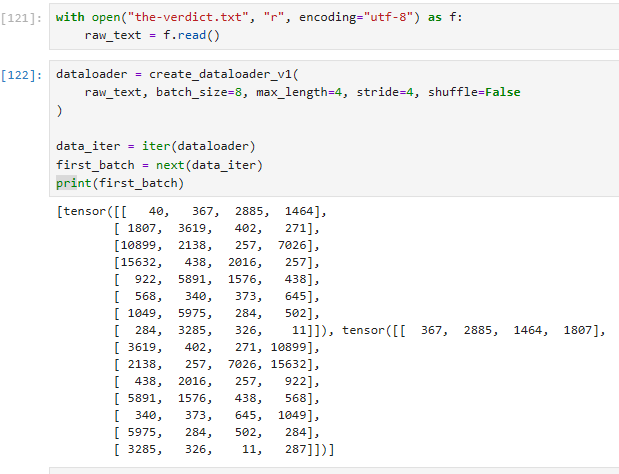 [121]: with open("the-verdict.txt", "r", encoding="utf-8") as f:
    raw_text = f.read()
[122]: dataloader = create_dataloader_v1(
    raw_text, batch_size=8, max_length=4, stride=4, shuffle=False
)
data_iter = iter(dataloader)
first_batch = next(data_iter)
print(first_batch)
[tensor([[   40,   367,  2885,  1464],
        [ 1807,  3619,   402,   271],
        [10899,  2138,   257,  7026],
        [15632,   438,  2016,   257],
        [  922,  5891,  1576,   438],
        [  568,   340,   373,   645],
        [ 1049,  5975,   284,   502],
        [  284,  3285,   326,    11]]), tensor([[  367,  2885,  1464,  1807],
        [ 3619,   402,   271, 10899],
        [ 2138,   257,  7026, 15632],
        [  438,  2016,   257,   922],
        [ 5891,  1576,   438,   568],
        [  340,   373,   645,  1049],
        [ 5975,   284,   502,   284],
        [ 3285,   326,    11,   287]])]